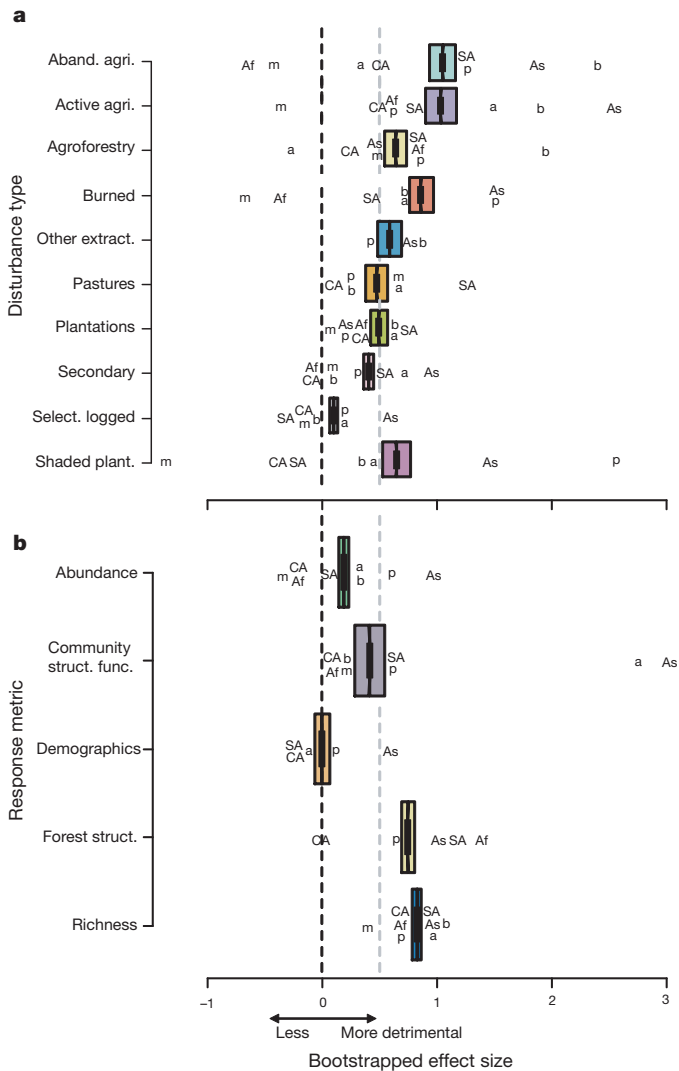 a
Aband. agri.
Af m a CA SA p As b
Active agri.
m CA Af p SA a b As
Agroforestry
a CA As m SA Af p b
Burned
m Af SA b a As p
Other extract.
p As b
Pastures
CA p b m a SA
Plantations
m As p Af CA b a SA
Secondary
Af CA m b p SA a As
Select. logged
SA CA m b p a As
Shaded plant.
m CA SA b a As p
Disturbance type
b
Abundance
m CA Af SA a b p As
Community
struct. func.
CA Af b m SA p a As
Demographics
SA CA a p As
Forest struct.
CA p As SA Af
Richness
m CA Af p SA As a b
Response metric
–1 0 1 2 3
Less More detrimental
Bootstrapped effect size